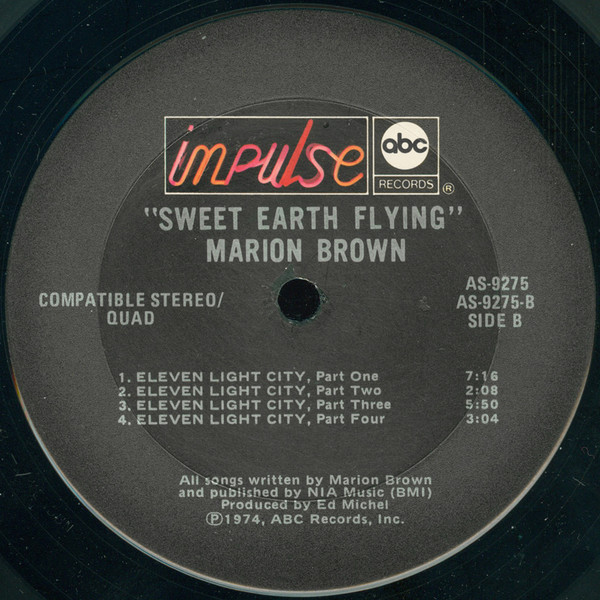 impulse
abc
RECORDS ®
"SWEET EARTH FLYING"
MARION BROWN
COMPATIBLE STEREO/
QUAD
AS-9275
AS-9275-B
SIDE B
1. ELEVEN LIGHT CITY, Part One 7:16
2. ELEVEN LIGHT CITY, Part Two 2:08
3. ELEVEN LIGHT CITY, Part Three 5:50
4. ELEVEN LIGHT CITY, Part Four 3:04
All songs written by Marion Brown
and published by NIA Music (BMI)
Produced by Ed Michel
℗1974, ABC Records, Inc.